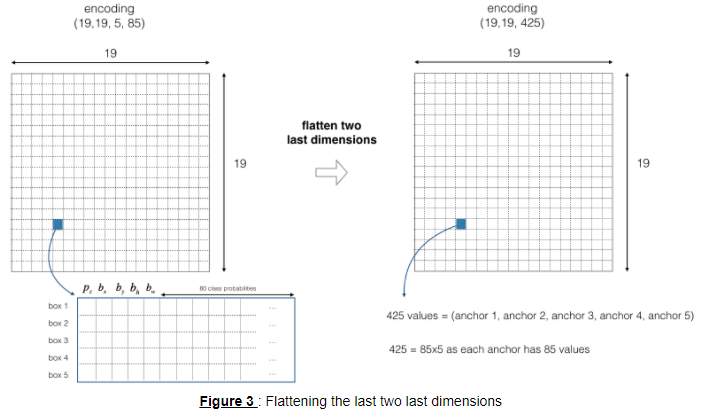 encoding
(19,19, 5, 85)
19
19
p_c b_x b_y b_h b_w
80 class probabilities
box 1 ...
box 2 ...
box 3 ...
box 4 ...
box 5 ...
flatten two
last dimensions
encoding
(19,19, 425)
19
19
425 values = (anchor 1, anchor 2, anchor 3, anchor 4, anchor 5)
425 = 85x5 as each anchor has 85 values
Figure 3 : Flattening the last two last dimensions